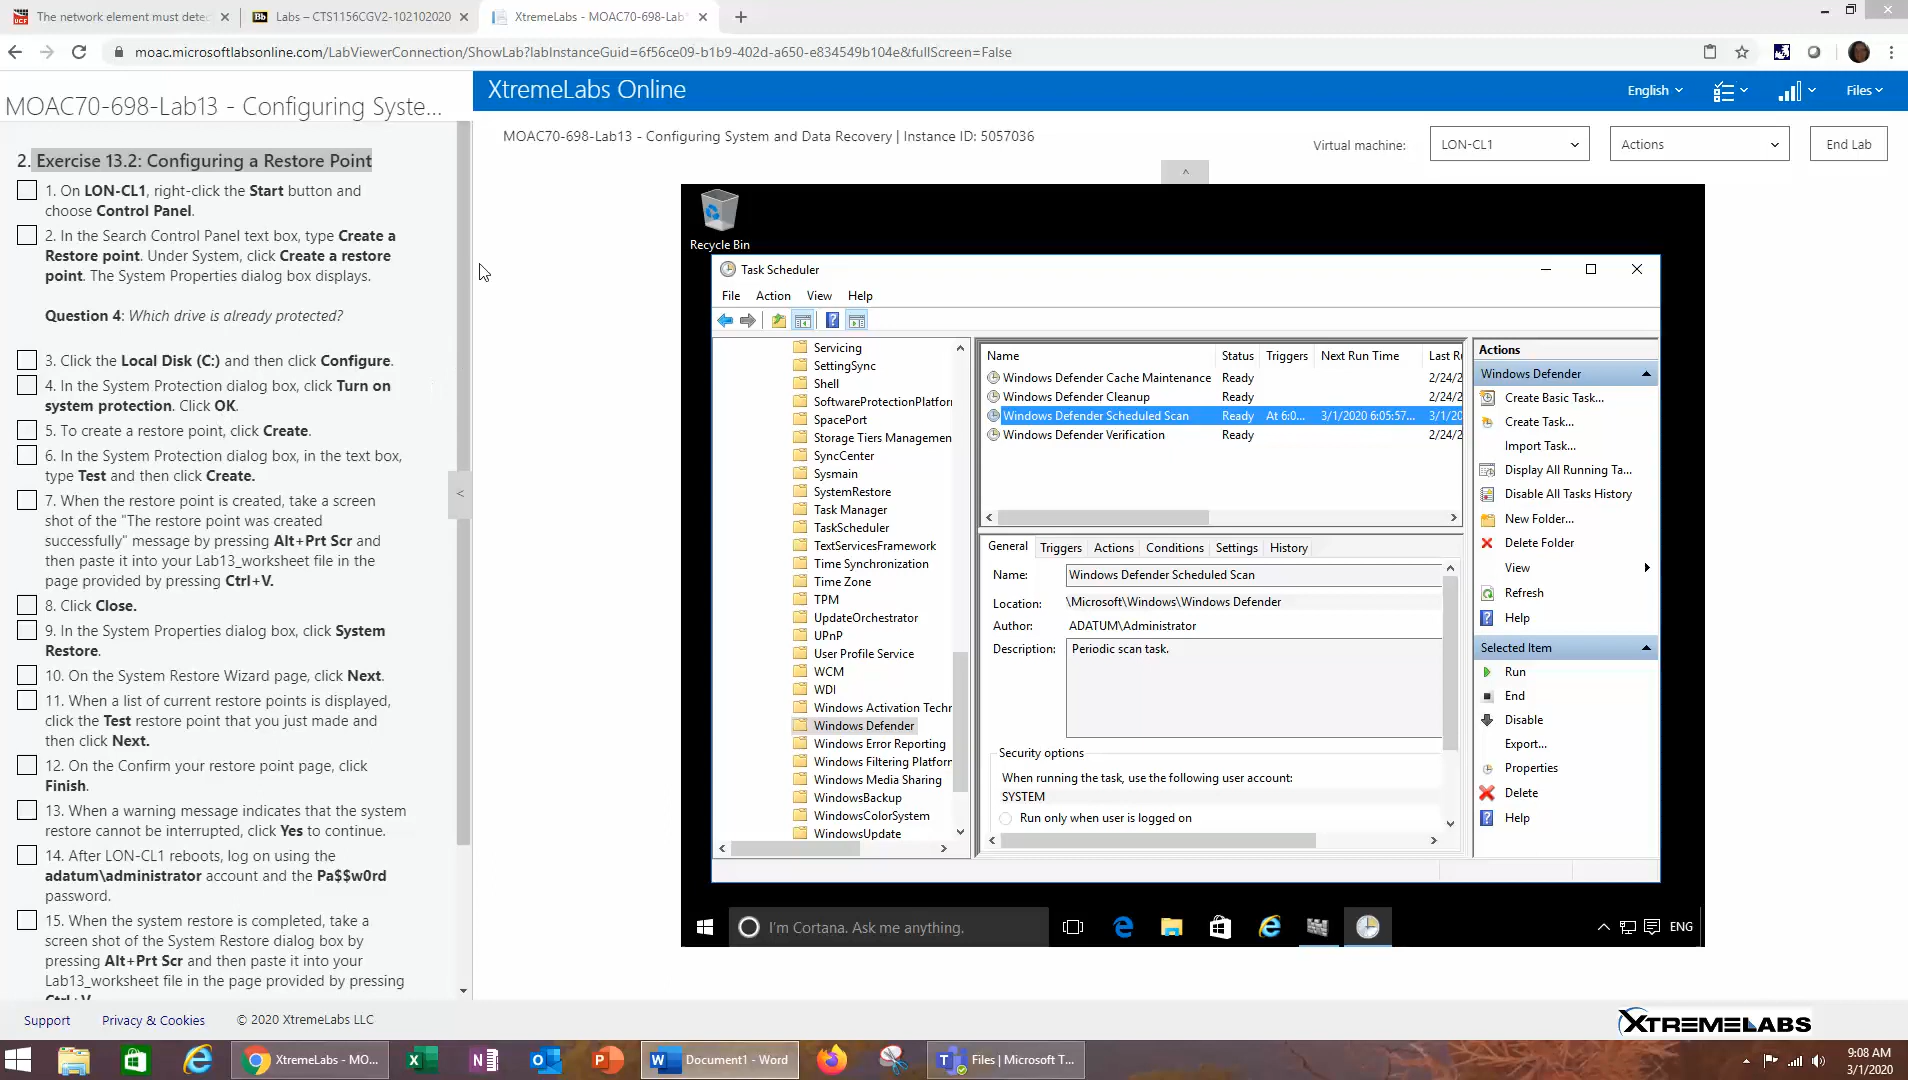 The network element must dete
Labs – CTS1156CGV2-102102020
XtremeLabs - MOAC70-698-Lab
moac.microsoftlabsonline.com/LabViewerConnection/ShowLab?labInstanceGuid=6f56ce09-b1b9-402d-a650-e834549b104e&fullScreen=False
MOAC70-698-Lab13 - Configuring Syste...
XtremeLabs Online
English
Files
MOAC70-698-Lab13 - Configuring System and Data Recovery | Instance ID: 5057036
Virtual machine:
LON-CL1
Actions
End Lab
2. Exercise 13.2: Configuring a Restore Point
1. On LON-CL1, right-click the Start button and
choose Control Panel.
2. In the Search Control Panel text box, type Create a
Restore point. Under System, click Create a restore
point. The System Properties dialog box displays.
Question 4: Which drive is already protected?
3. Click the Local Disk (C:) and then click Configure.
4. In the System Protection dialog box, click Turn on
system protection. Click OK.
5. To create a restore point, click Create.
6. In the System Protection dialog box, in the text box,
type Test and then click Create.
7. When the restore point is created, take a screen
shot of the "The restore point was created
successfully" message by pressing Alt+Prt Scr and
then paste it into your Lab13_worksheet file in the
page provided by pressing Ctrl+V.
8. Click Close.
9. In the System Properties dialog box, click System
Restore.
10. On the System Restore Wizard page, click Next.
11. When a list of current restore points is displayed,
click the Test restore point that you just made and
then click Next.
12. On the Confirm your restore point page, click
Finish.
13. When a warning message indicates that the system
restore cannot be interrupted, click Yes to continue.
14. After LON-CL1 reboots, log on using the
adatum\administrator account and the Pa$$w0rd
password.
15. When the system restore is completed, take a
screen shot of the System Restore dialog box by
pressing Alt+Prt Scr and then paste it into your
Lab13_worksheet file in the page provided by pressing
Ctrl+V
Recycle Bin
Task Scheduler
File Action View Help
Servicing
SettingSync
Shell
SoftwareProtectionPlatforr
SpacePort
Storage Tiers Managemen
SyncCenter
Sysmain
SystemRestore
Task Manager
TaskScheduler
TextServicesFramework
Time Synchronization
Time Zone
TPM
UpdateOrchestrator
UPnP
User Profile Service
WCM
WDI
Windows Activation Techr
Windows Defender
Windows Error Reporting
Windows Filtering Platforr
Windows Media Sharing
WindowsBackup
WindowsColorSystem
WindowsUpdate
Name Status Triggers Next Run Time Last Ru
Windows Defender Cache Maintenance Ready 2/24/2
Windows Defender Cleanup Ready 2/24/2
Windows Defender Scheduled Scan Ready At 6:0... 3/1/2020 6:05:57... 3/1/20
Windows Defender Verification Ready 2/24/2
General Triggers Actions Conditions Settings History
Name: Windows Defender Scheduled Scan
Location: \Microsoft\Windows\Windows Defender
Author: ADATUM\Administrator
Description: Periodic scan task.
Security options
When running the task, use the following user account:
SYSTEM
Run only when user is logged on
Actions
Windows Defender
Create Basic Task...
Create Task...
Import Task...
Display All Running Ta...
Disable All Tasks History
New Folder...
Delete Folder
View
Refresh
Help
Selected Item
Run
End
Disable
Export...
Properties
Delete
Help
I'm Cortana. Ask me anything.
ENG
Support
Privacy & Cookies
© 2020 XtremeLabs LLC
XTREMELABS
XtremeLabs - MO...
Document1 - Word
Files | Microsoft T...
9:08 AM
3/1/2020